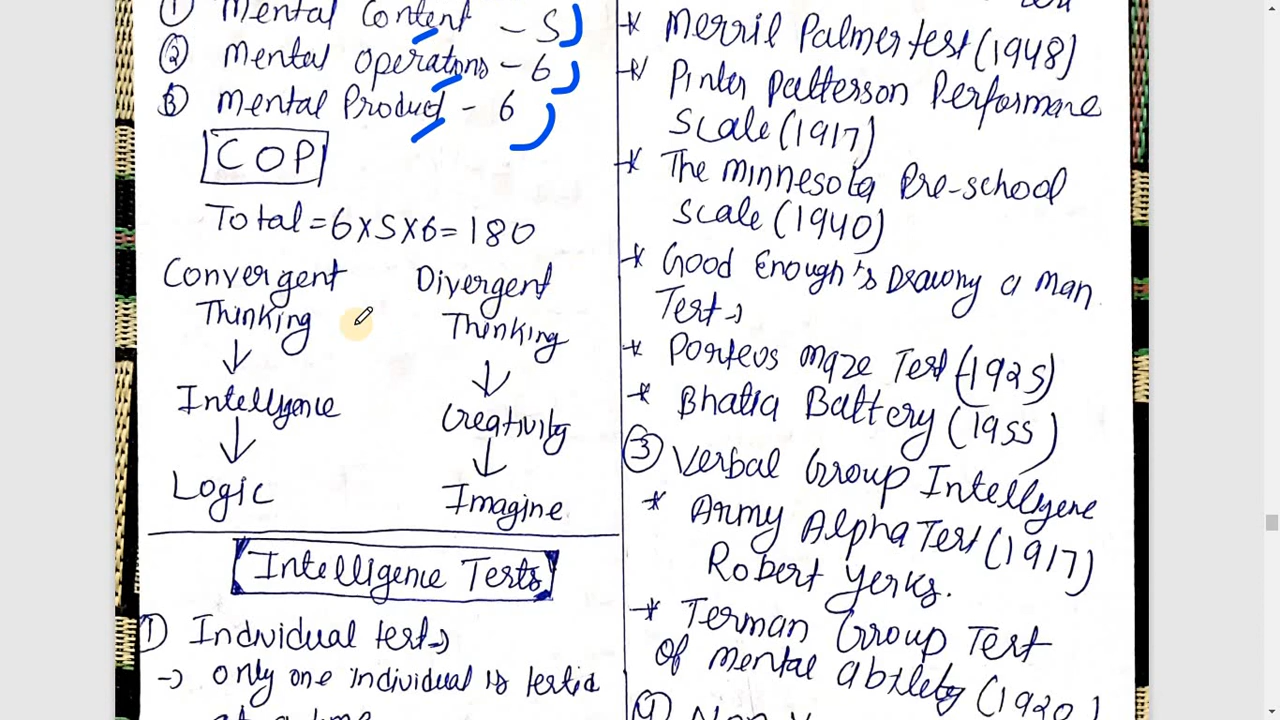 ① Mental Content - 5
② Mental Operations - 6
③ Mental Product - 6
COP
Total = 6x5x6 = 180
Convergent Thinking
↓
Intelligence
↓
Logic
Divergent Thinking
↓
Creativity
↓
Imagine
Intelligence Tests
① Individual test →
→ only one individual is tested
* Merril Palmer test (1948)
* Pinter Patterson Performance
Scale (1917)
* The Minnesota Pre-school
Scale (1940)
* Good Enough's Drawing a Man
Test →
* Porteus maze Test (1925)
* Bhatia Battery (1955)
③ Verbal Group Intelligence
* Army Alpha Test (1917)
Robert Yerks.
* Terman Group Test
of mental ability (1920)
④ Non